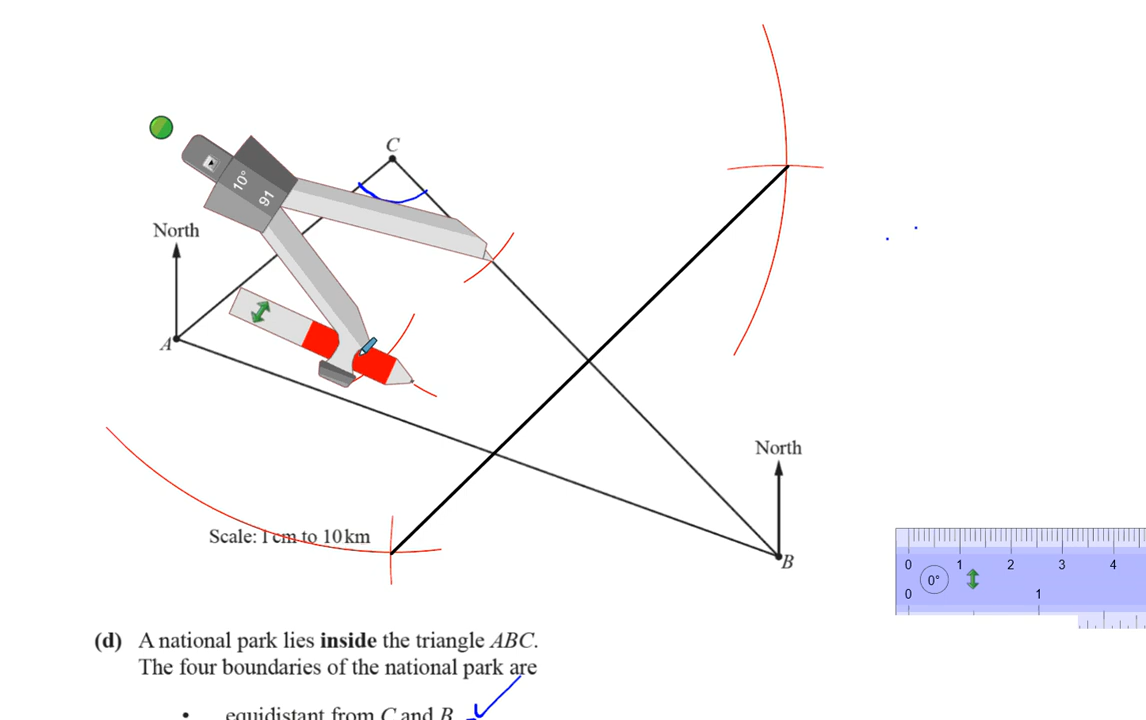 C
10°
91
North
A
North
Scale: 1 cm to 10 km
B
0 1 2 3 4
0°
0 1
(d) A national park lies inside the triangle ABC.
The four boundaries of the national park are
• equidistant from C and B